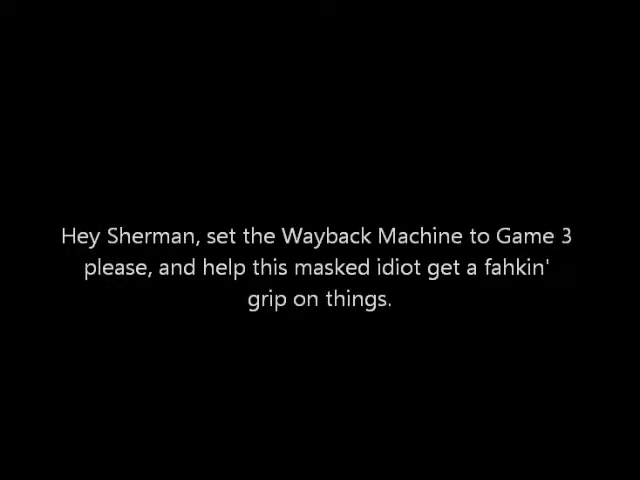 Hey Sherman, set the Wayback Machine to Game 3
please, and help this masked idiot get a fahkin'
grip on things.